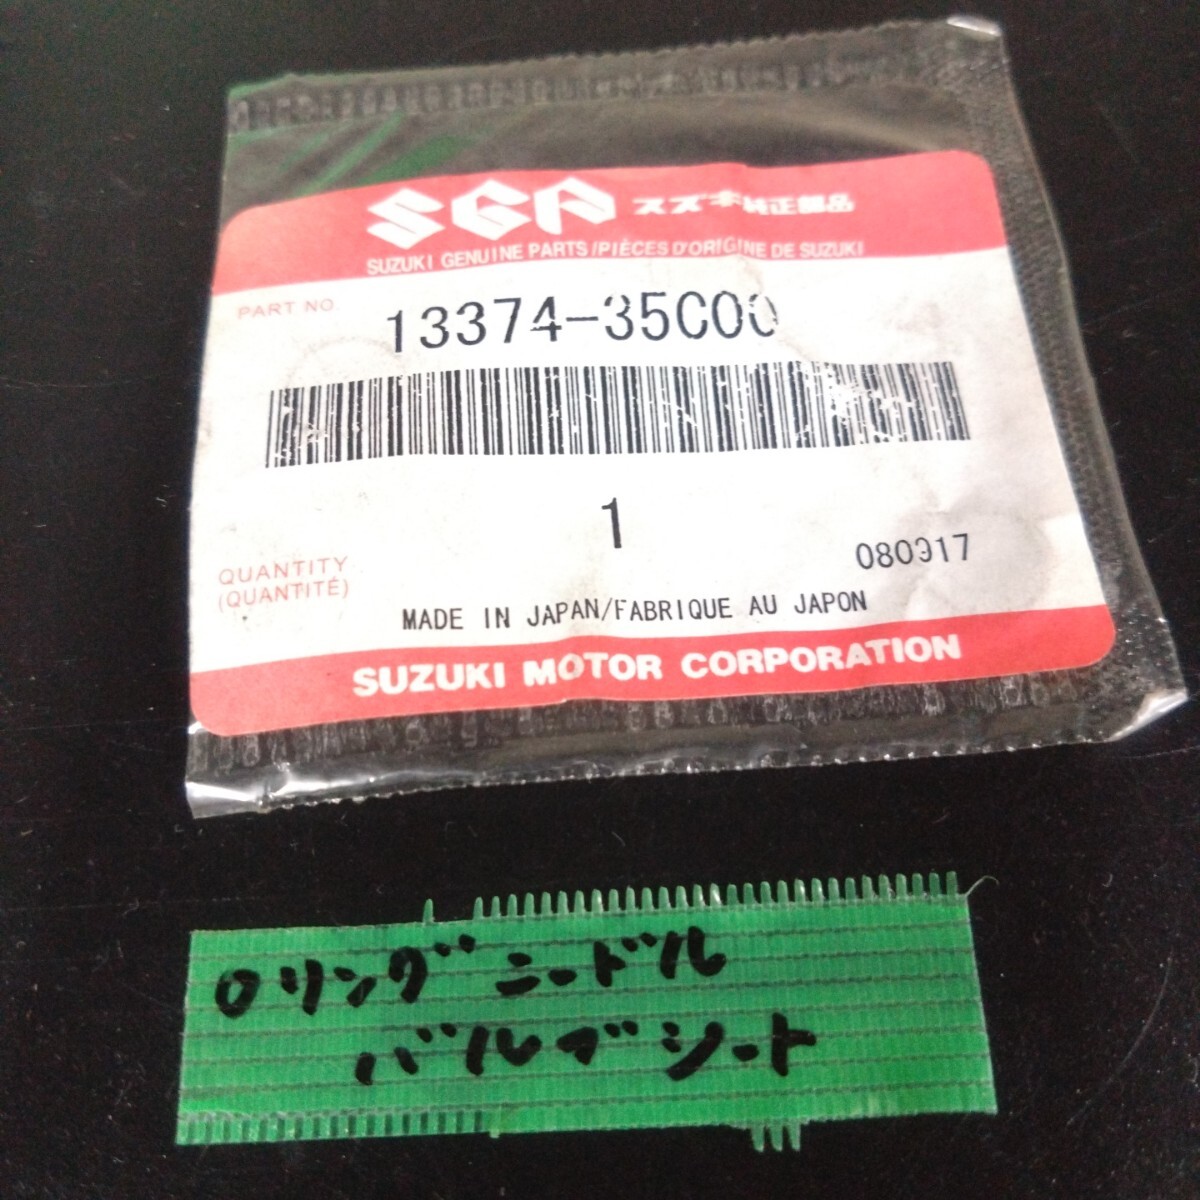 SGP スズキ純正部品
SUZUKI GENUINE PARTS/PIÈCES D'ORIGINE DE SUZUKI
PART NO. 13374-35C00
1
QUANTITY
(QUANTITÉ)
080917
MADE IN JAPAN/FABRIQUE AU JAPON
SUZUKI MOTOR CORPORATION
Oリング ニードル
バルブシート